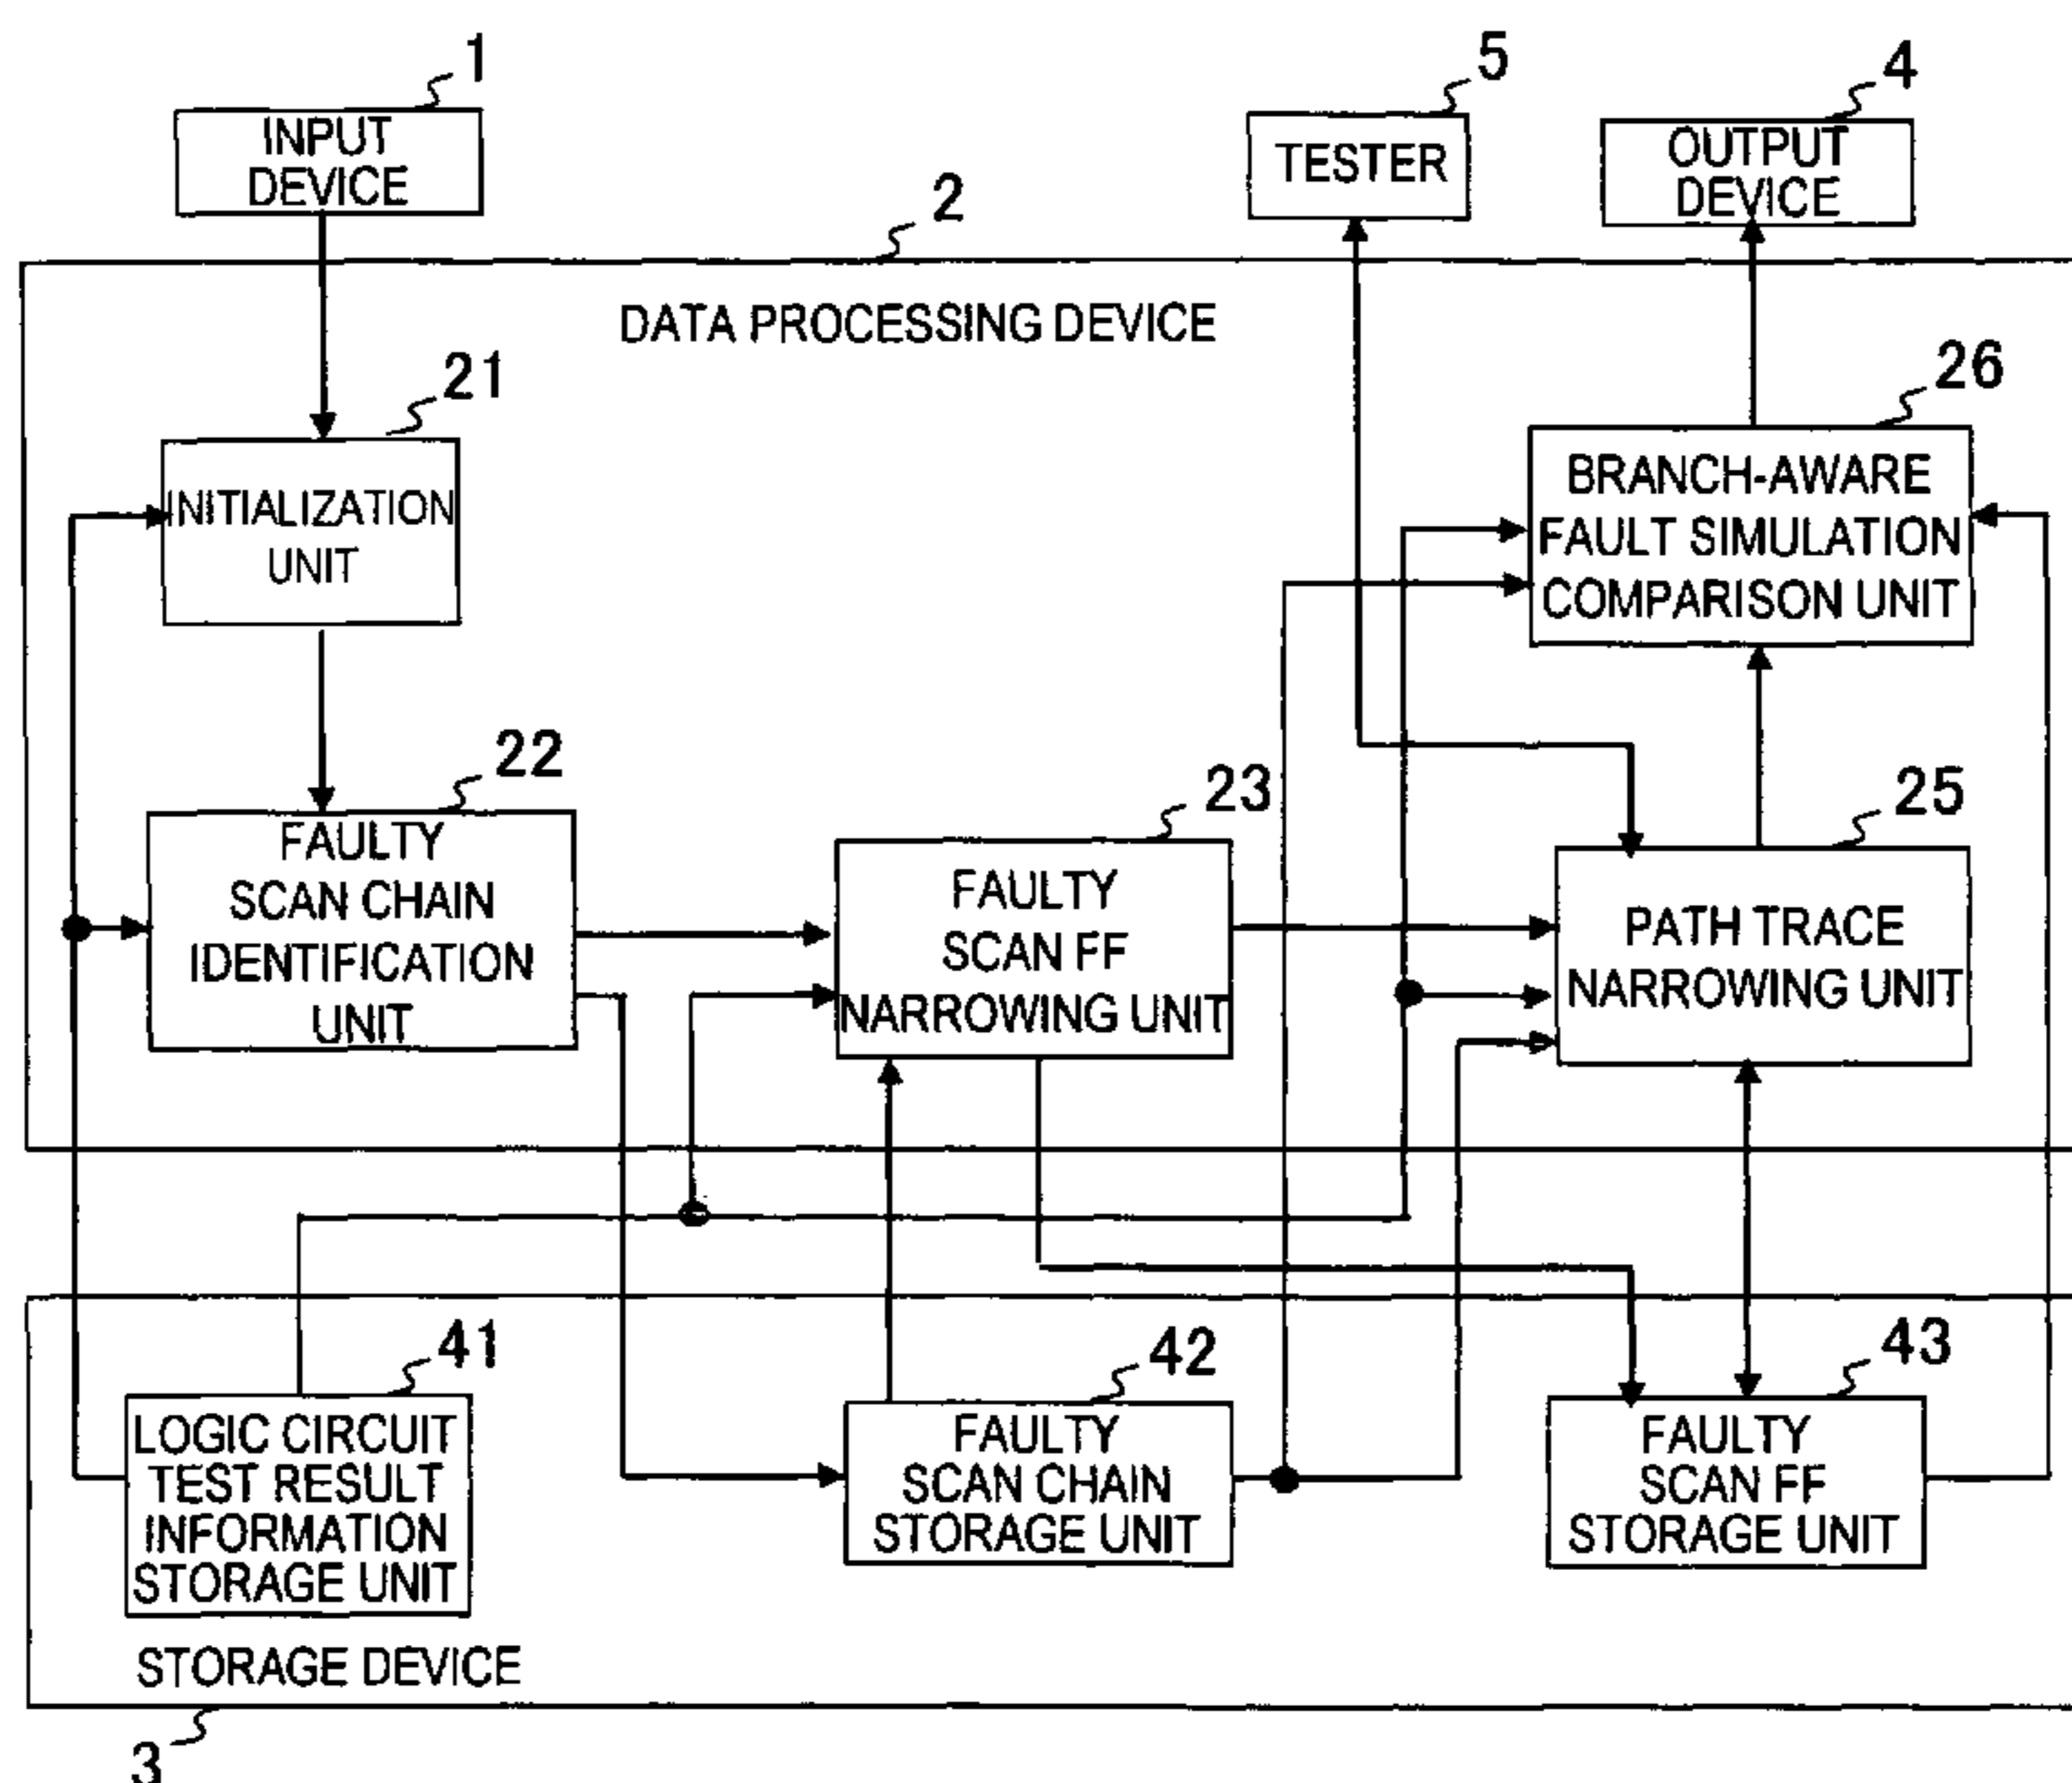 1
INPUT
DEVICE
5
TESTER
4
OUTPUT
DEVICE
2
DATA PROCESSING DEVICE
21
INITIALIZATION
UNIT
26
BRANCH-AWARE
FAULT SIMULATION
COMPARISON UNIT
22
FAULTY
SCAN CHAIN
IDENTIFICATION
UNIT
23
FAULTY
SCAN FF
NARROWING UNIT
25
PATH TRACE
NARROWING UNIT
41
LOGIC CIRCUIT
TEST RESULT
INFORMATION
STORAGE UNIT
42
FAULTY
SCAN CHAIN
STORAGE UNIT
43
FAULTY
SCAN FF
STORAGE UNIT
STORAGE DEVICE
3